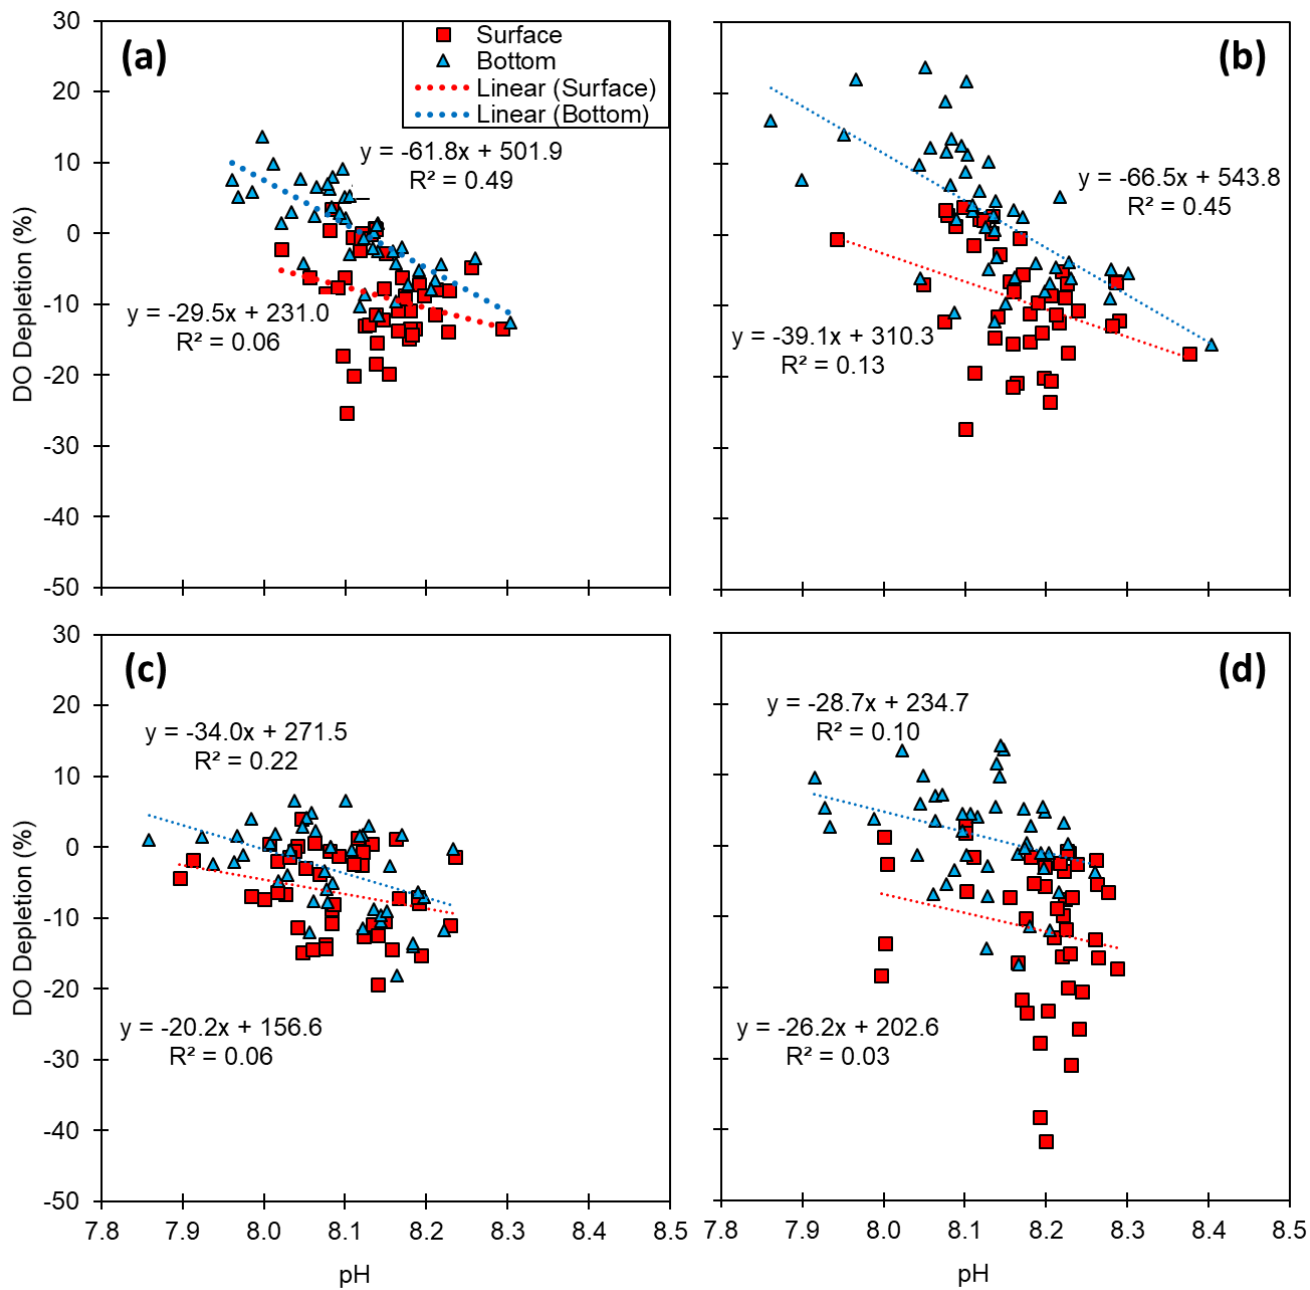 (a)
Surface
Bottom
Linear (Surface)
Linear (Bottom)
y = -61.8x + 501.9
R² = 0.49
y = -29.5x + 231.0
R² = 0.06
30
20
10
0
-10
-20
-30
-40
-50
DO Depletion (%)
(b)
y = -66.5x + 543.8
R² = 0.45
y = -39.1x + 310.3
R² = 0.13
(c)
y = -34.0x + 271.5
R² = 0.22
y = -20.2x + 156.6
R² = 0.06
30
20
10
0
-10
-20
-30
-40
-50
DO Depletion (%)
7.8 7.9 8.0 8.1 8.2 8.3 8.4 8.5
pH
(d)
y = -28.7x + 234.7
R² = 0.10
y = -26.2x + 202.6
R² = 0.03
7.8 7.9 8.0 8.1 8.2 8.3 8.4 8.5
pH